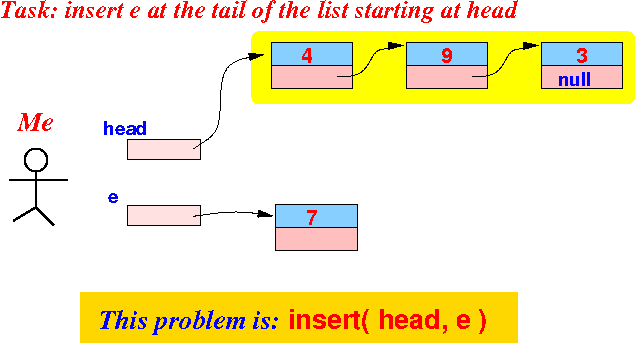 Task: insert e at the tail of the list starting at head
4 9 3
null
Me
head
e
7
This problem is: insert( head, e )